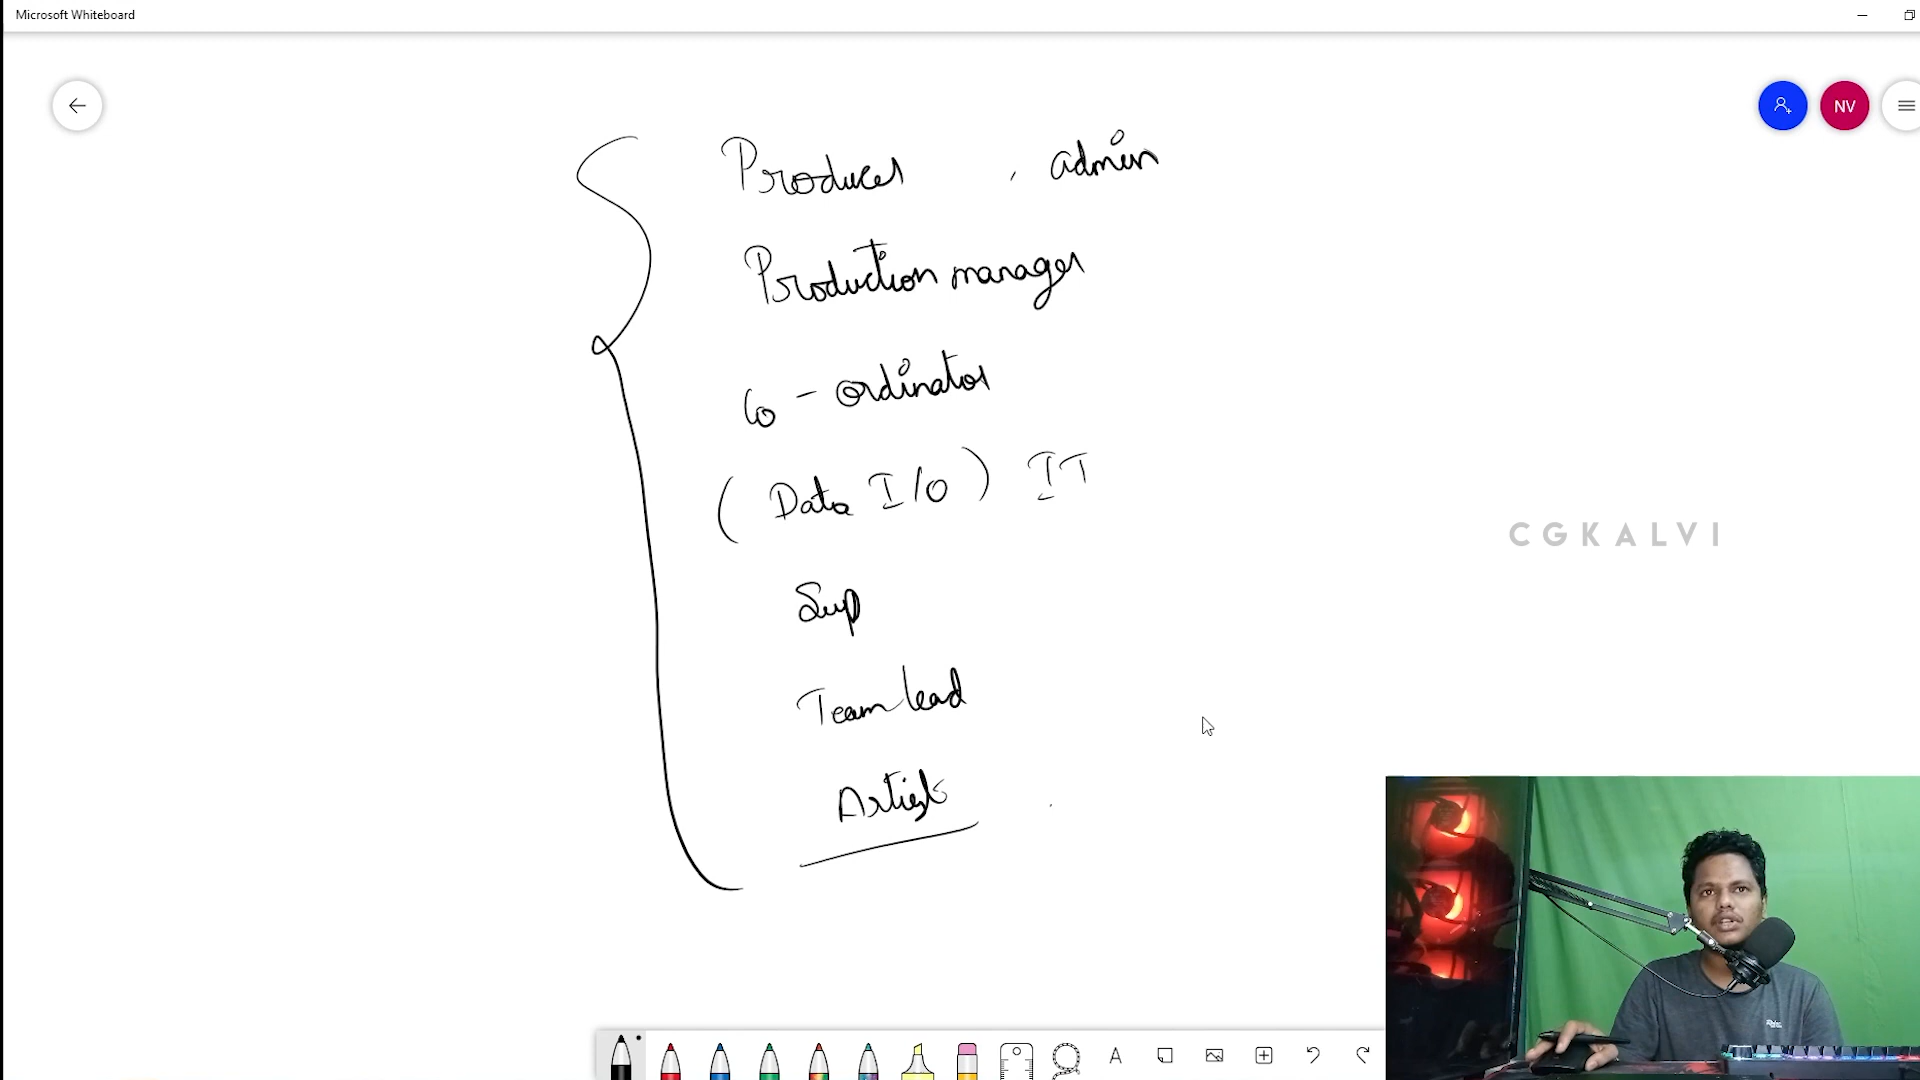 Microsoft Whiteboard
NV
Producer , admin
Production manager
Co-ordinator
(Data I/O) IT
CGKALVI
Sup
Team lead
Artists
A